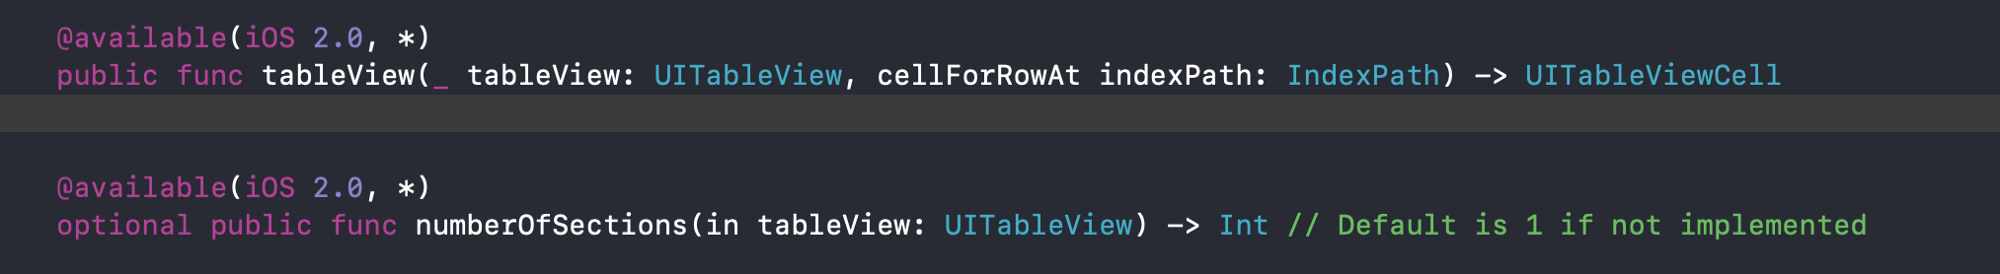 @available(iOS 2.0, *)
public func tableView(_ tableView: UITableView, cellForRowAt indexPath: IndexPath) -> UITableViewCell
@available(iOS 2.0, *)
optional public func numberOfSections(in tableView: UITableView) -> Int // Default is 1 if not implemented